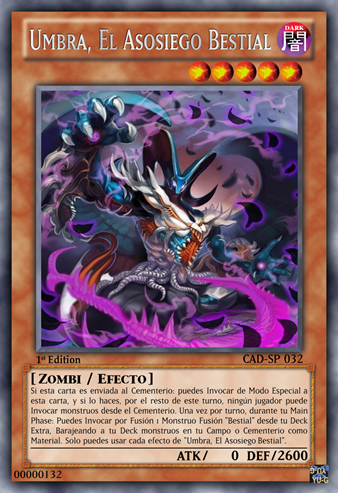 UMBRA, EL ASOSIEGO BESTIAL
DARK
闇
1st Edition
CAD-SP 032
[ ZOMBI / EFECTO ]
Si esta carta es enviada al Cementerio: puedes Invocar de Modo Especial a
esta carta, y si lo haces, por el resto de este turno, ningún jugador puede
Invocar monstruos desde el Cementerio. Una vez por turno, durante tu Main
Phase: Puedes Invocar por Fusión 1 Monstruo Fusión "Bestial" desde tu Deck
Extra, Barajeando a tu Deck monstruos en tu Campo o Cementerio como
Material. Solo puedes usar cada efecto de "Umbra, El Asosiego Bestial".
ATK/ 0 DEF/2600
00000132